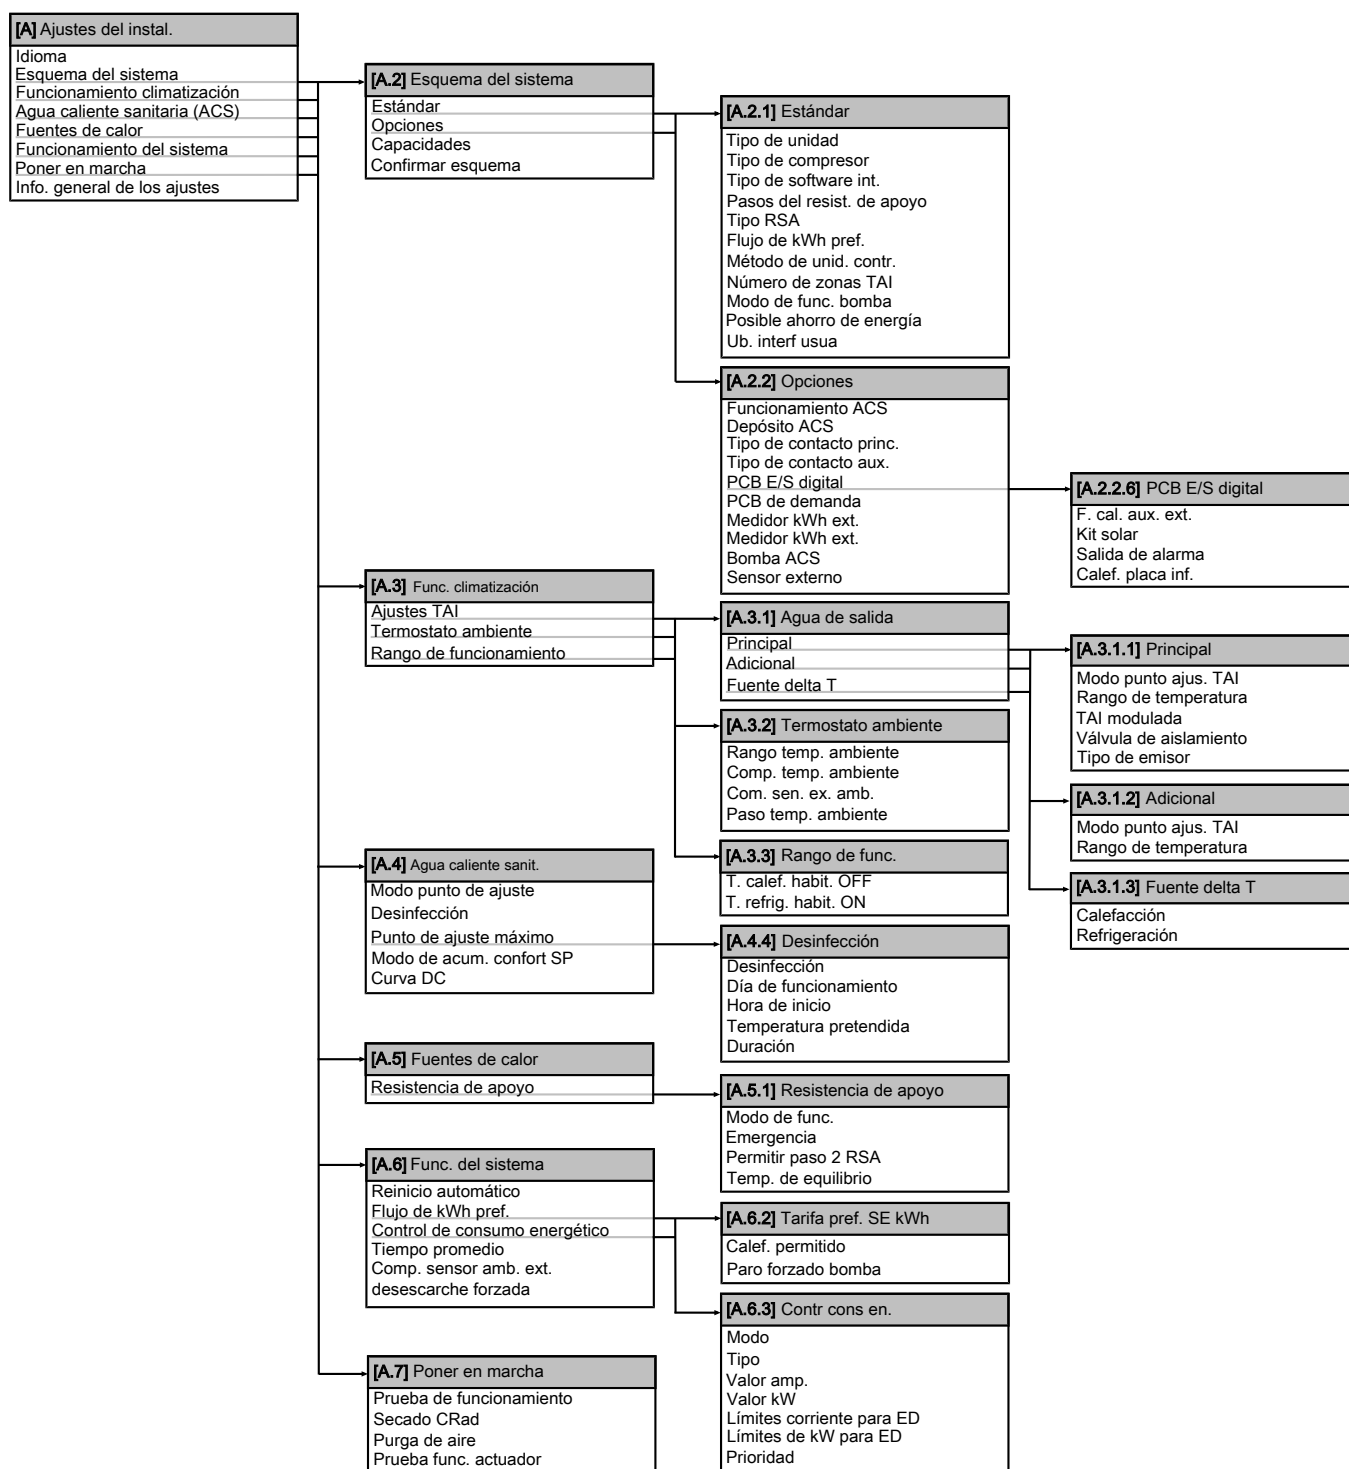 [A] Ajustes del instal.
Idioma
Esquema del sistema
Funcionamiento climatización
Agua caliente sanitaria (ACS)
Fuentes de calor
Funcionamiento del sistema
Poner en marcha
Info. general de los ajustes
[A.2] Esquema del sistema
Estándar
Opciones
Capacidades
Confirmar esquema
[A.2.1] Estándar
Tipo de unidad
Tipo de compresor
Tipo de software int.
Pasos del resist. de apoyo
Tipo RSA
Flujo de kWh pref.
Método de unid. contr.
Número de zonas TAI
Modo de func. bomba
Posible ahorro de energía
Ub. interf usua
[A.2.2] Opciones
Funcionamiento ACS
Depósito ACS
Tipo de contacto princ.
Tipo de contacto aux.
PCB E/S digital
PCB de demanda
Medidor kWh ext.
Medidor kWh ext.
Bomba ACS
Sensor externo
[A.2.2.6] PCB E/S digital
F. cal. aux. ext.
Kit solar
Salida de alarma
Calef. placa inf.
[A.3] Func. climatización
Ajustes TAI
Termostato ambiente
Rango de funcionamiento
[A.3.1] Agua de salida
Principal
Adicional
Fuente delta T
[A.3.1.1] Principal
Modo punto ajus. TAI
Rango de temperatura
TAI modulada
Válvula de aislamiento
Tipo de emisor
[A.3.1.2] Adicional
Modo punto ajus. TAI
Rango de temperatura
[A.3.1.3] Fuente delta T
Calefacción
Refrigeración
[A.3.2] Termostato ambiente
Rango temp. ambiente
Comp. temp. ambiente
Com. sen. ex. amb.
Paso temp. ambiente
[A.3.3] Rango de func.
T. calef. habit. OFF
T. refrig. habit. ON
[A.4] Agua caliente sanit.
Modo punto de ajuste
Desinfección
Punto de ajuste máximo
Modo de acum. confort SP
Curva DC
[A.4.4] Desinfección
Desinfección
Día de funcionamiento
Hora de inicio
Temperatura pretendida
Duración
[A.5] Fuentes de calor
Resistencia de apoyo
[A.5.1] Resistencia de apoyo
Modo de func.
Emergencia
Permitir paso 2 RSA
Temp. de equilibrio
[A.6] Func. del sistema
Reinicio automático
Flujo de kWh pref.
Control de consumo energético
Tiempo promedio
Comp. sensor amb. ext.
desescarche forzada
[A.6.2] Tarifa pref. SE kWh
Calef. permitido
Paro forzado bomba
[A.6.3] Contr cons en.
Modo
Tipo
Valor amp.
Valor kW
Límites corriente para ED
Límites de kW para ED
Prioridad
[A.7] Poner en marcha
Prueba de funcionamiento
Secado CRad
Purga de aire
Prueba func. actuador